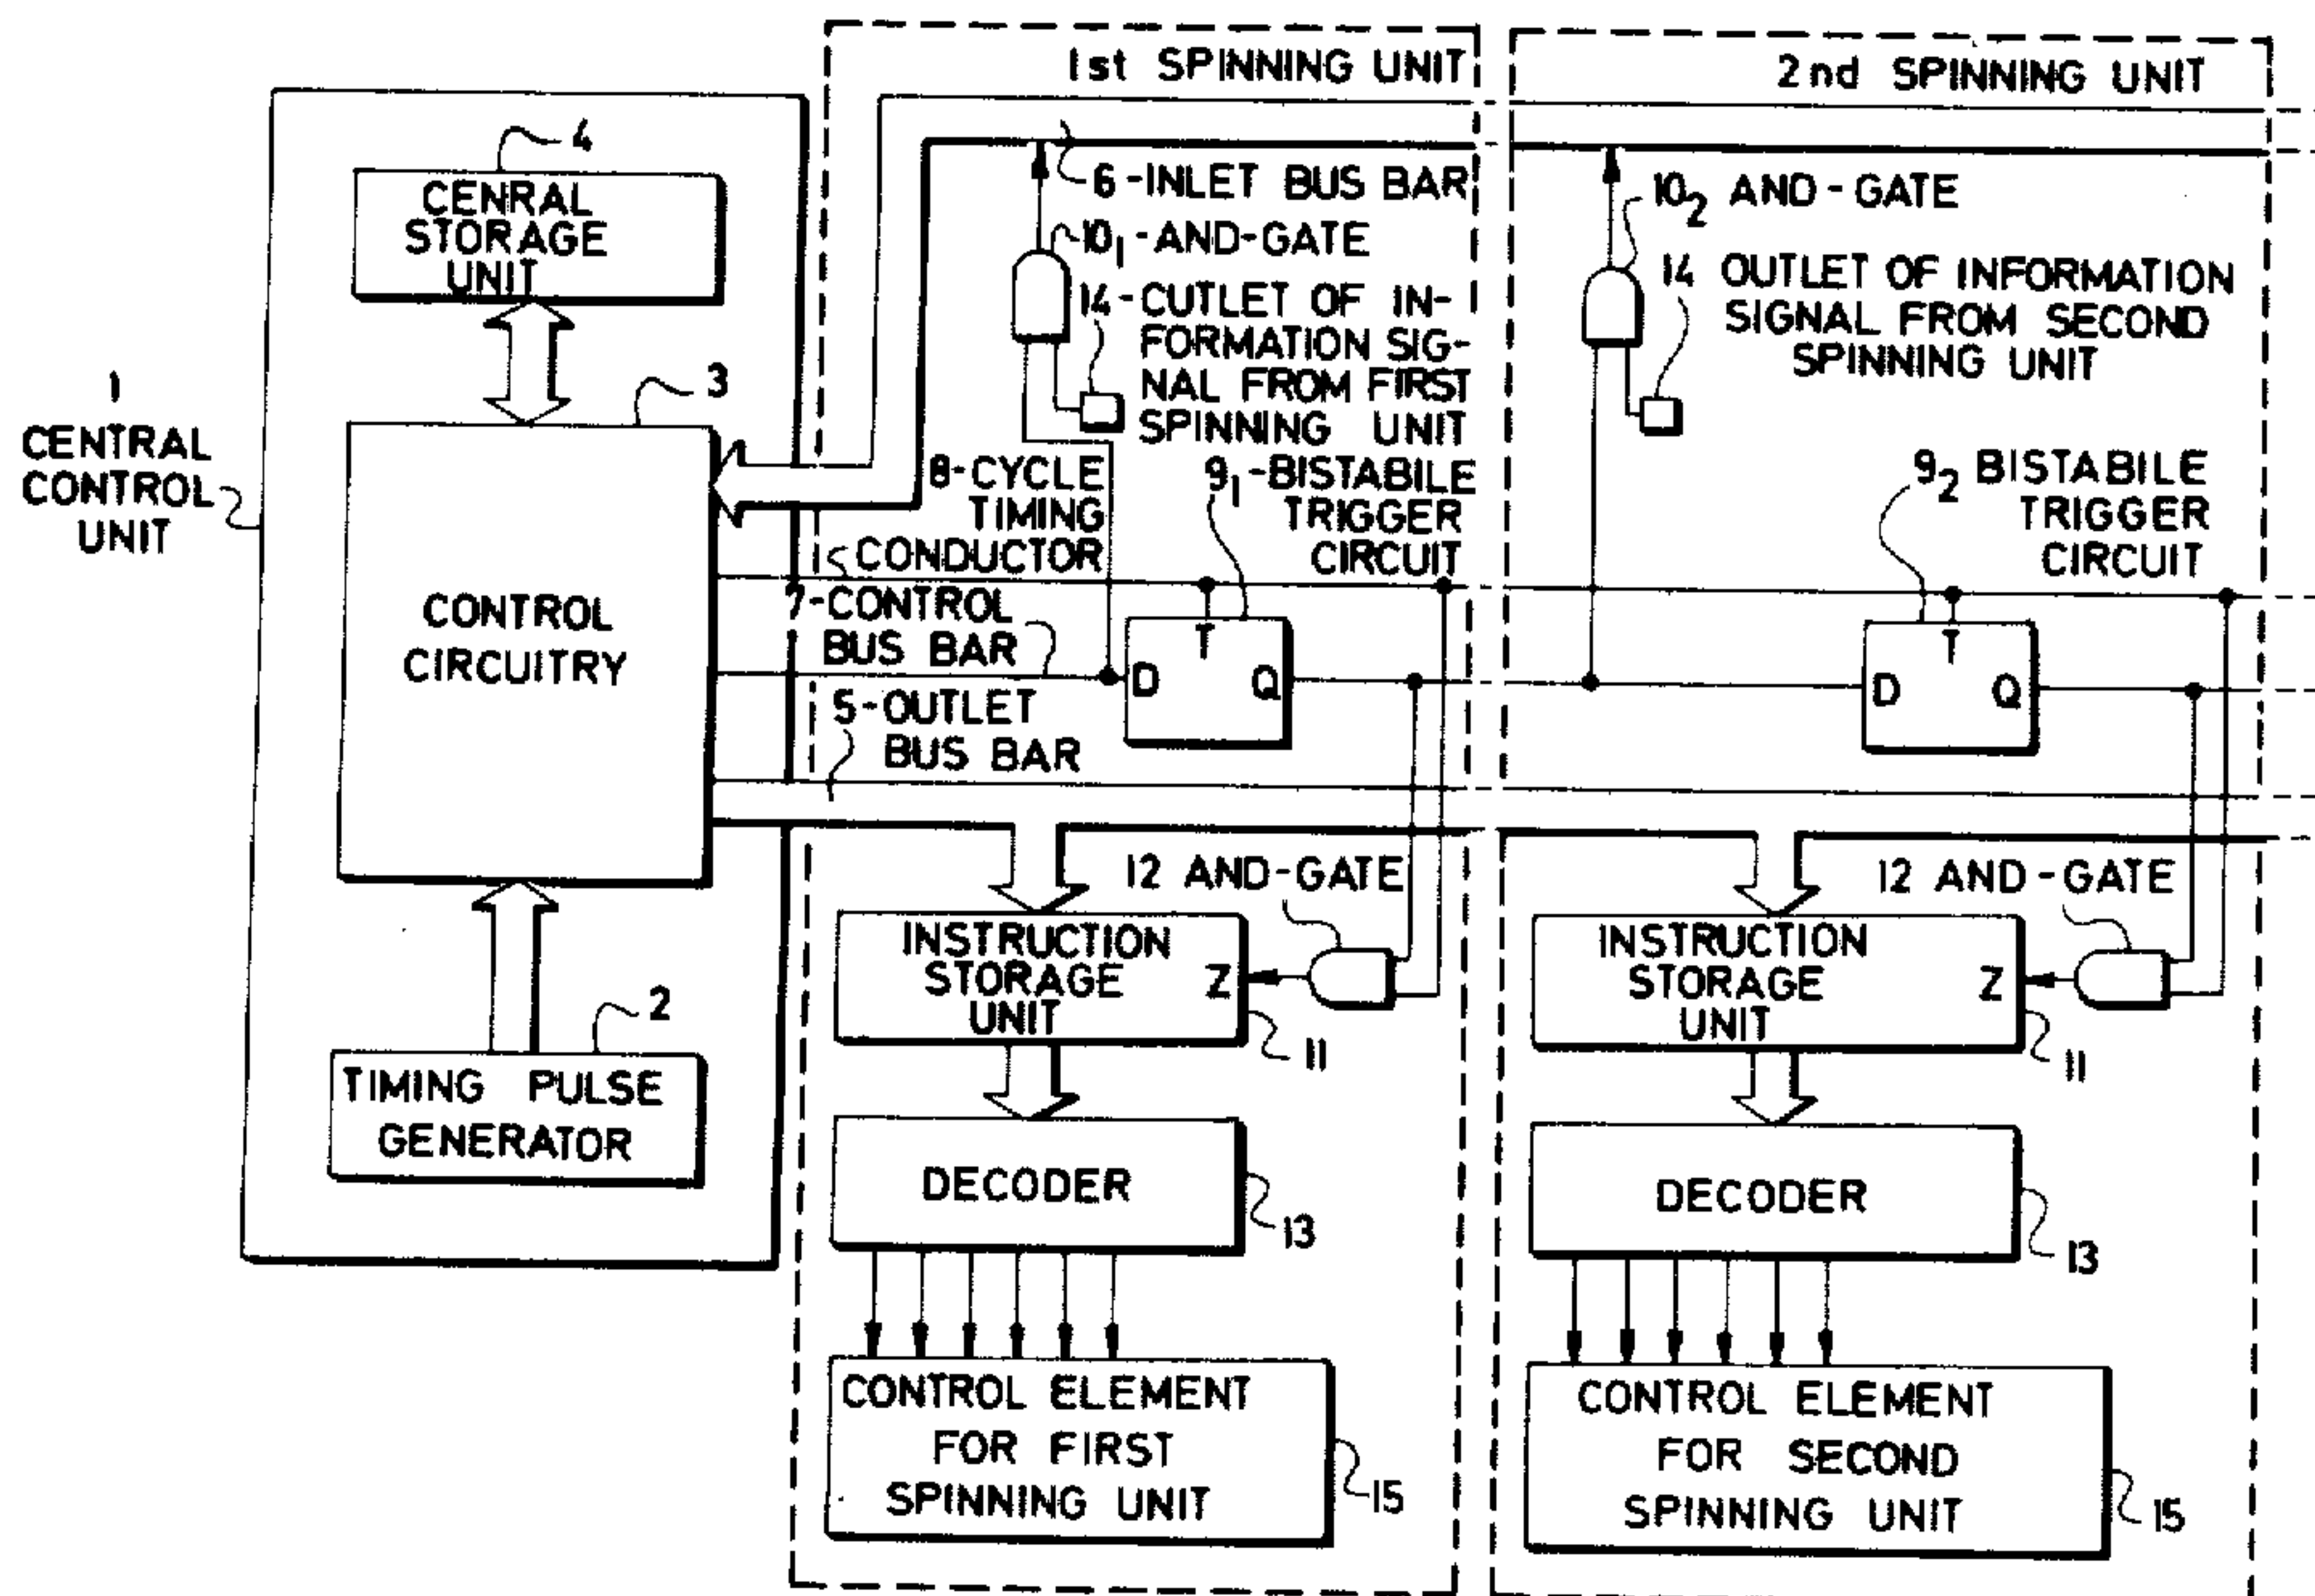 1
CENTRAL
CONTROL
UNIT
4
CENRAL
STORAGE
UNIT
3
CONTROL
CIRCUITRY
2
TIMING PULSE
GENERATOR
1st SPINNING UNIT
6-INLET BUS BAR
10₁-AND-GATE
14-CUTLET OF IN-
FORMATION SIG-
NAL FROM FIRST
SPINNING UNIT
8-CYCLE
TIMING
CONDUCTOR
9₁-BISTABILE
TRIGGER
CIRCUIT
7-CONTROL
BUS BAR
T
D Q
5-OUTLET
BUS BAR
12 AND-GATE
INSTRUCTION
STORAGE
UNIT
Z
11
DECODER
13
CONTROL ELEMENT
FOR FIRST
SPINNING UNIT
15
2nd SPINNING UNIT
10₂ AND-GATE
14 OUTLET OF INFORMATION
SIGNAL FROM SECOND
SPINNING UNIT
9₂ BISTABILE
TRIGGER
CIRCUIT
T
D Q
12 AND-GATE
INSTRUCTION
STORAGE
UNIT
Z
11
DECODER
13
CONTROL ELEMENT
FOR SECOND
SPINNING UNIT
15